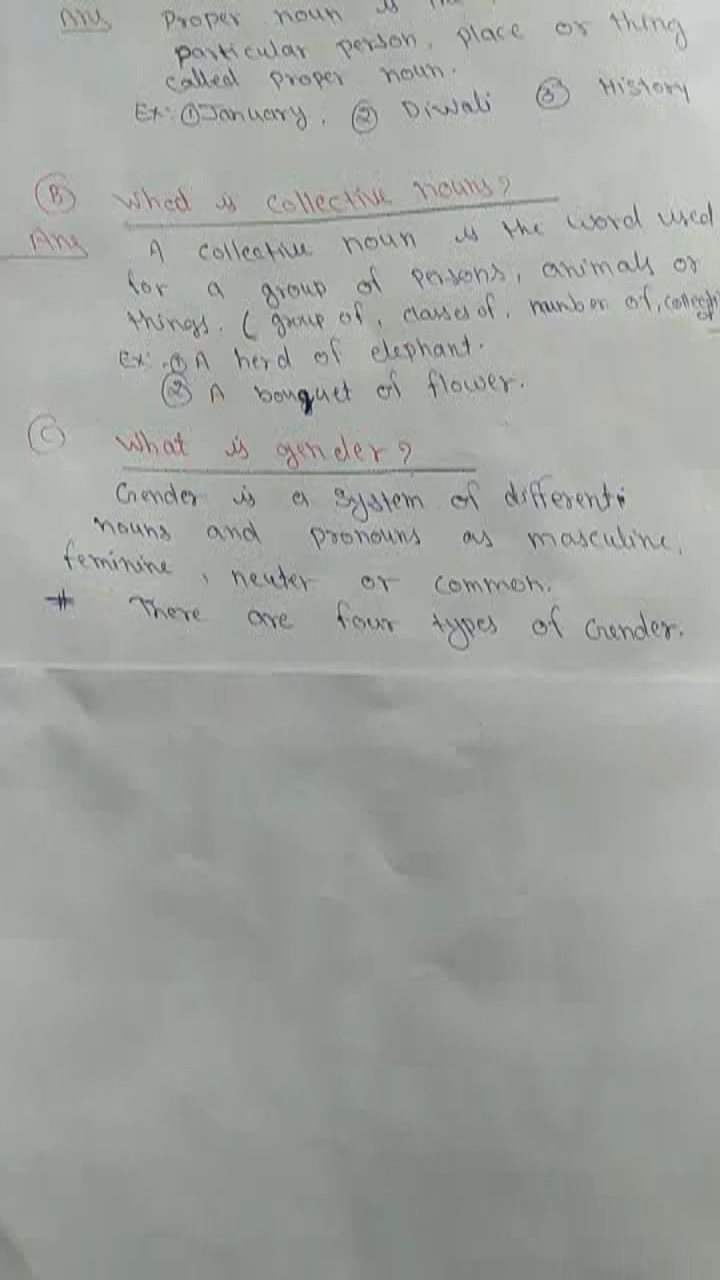 Ans Proper noun is
particular person, place or thing
called proper noun.
Ex: ① January. ② Diwali ③ History
Ⓑ What is collective nouns?
Ans A collective noun is the word used
for a group of persons, animals or
things. ( group of, classes of, number of,
Ex: ① A herd of elephant.
② A bouquet of flower.
Ⓒ What is gender?
Gender is a system of different
nouns and pronouns as masculine,
feminine, neuter or common.
# There are four types of Gender.